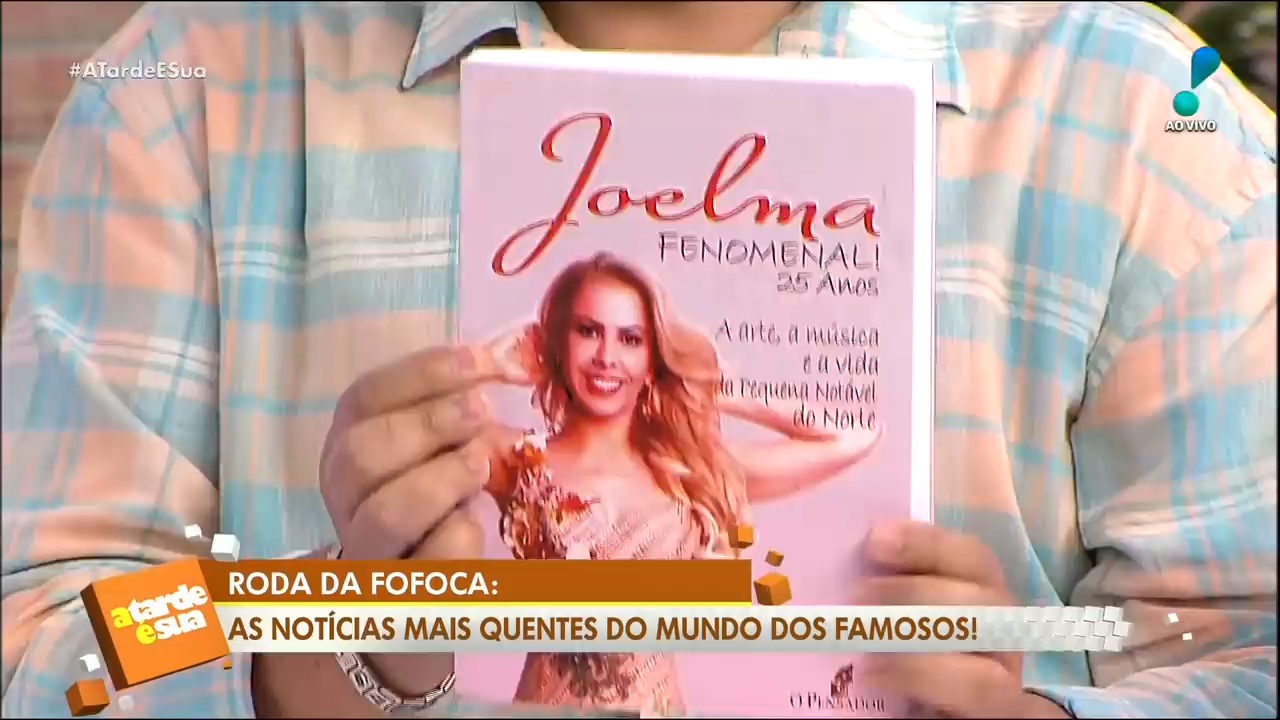 #ATardeESua
AO VIVO
Joelma
FENOMENAL!
25 Anos
A arte, a música
e a vida
da Pequena Notável
do Norte
O PENSADOR
RODA DA FOFOCA:
a tarde
é sua
AS NOTÍCIAS MAIS QUENTES DO MUNDO DOS FAMOSOS!